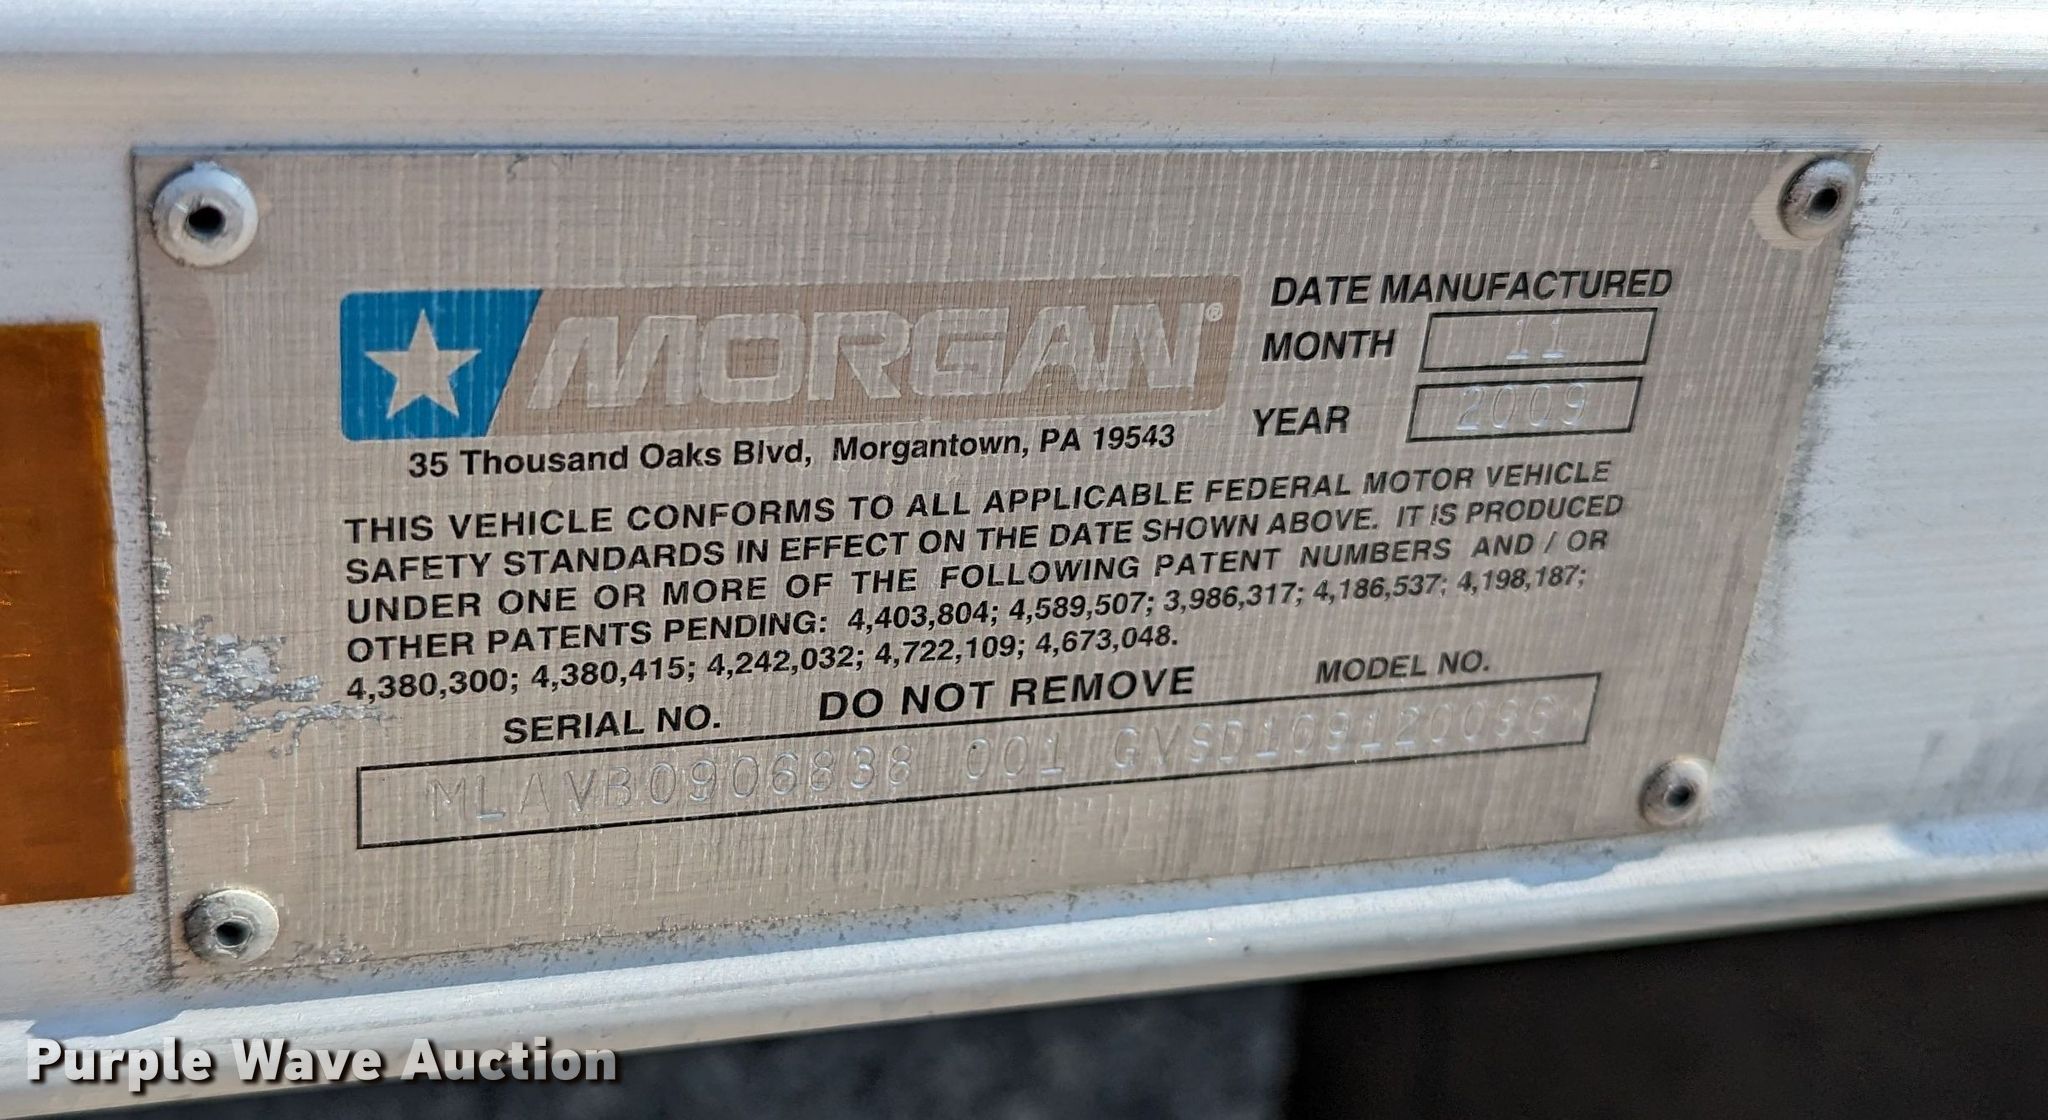 MORGAN®
DATE MANUFACTURED
MONTH 11
YEAR 2009
35 Thousand Oaks Blvd, Morgantown, PA 19543
THIS VEHICLE CONFORMS TO ALL APPLICABLE FEDERAL MOTOR VEHICLE
SAFETY STANDARDS IN EFFECT ON THE DATE SHOWN ABOVE. IT IS PRODUCED
UNDER ONE OR MORE OF THE FOLLOWING PATENT NUMBERS AND / OR
OTHER PATENTS PENDING: 4,403,804; 4,589,507; 3,986,317; 4,186,537; 4,198,187;
4,380,300; 4,380,415; 4,242,032; 4,722,109; 4,673,048.
SERIAL NO. DO NOT REMOVE MODEL NO.
MLAVB0906838 001
Purple Wave Auction